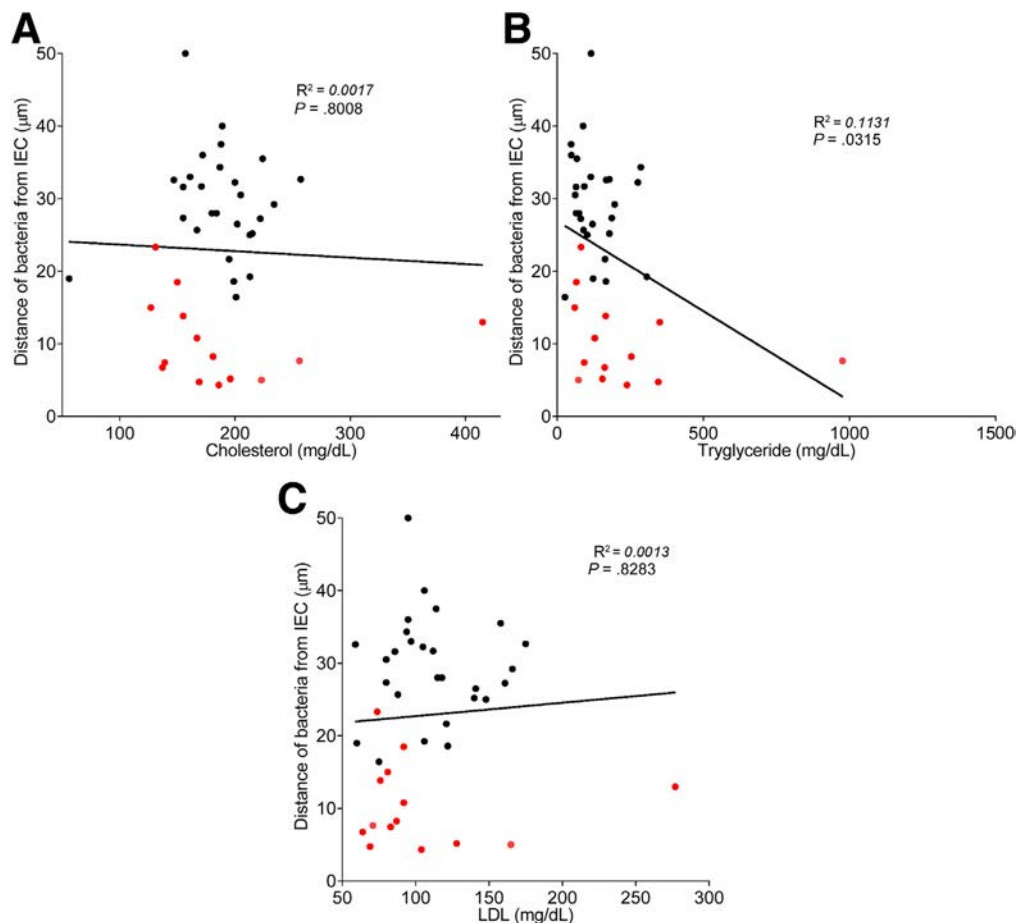 A
50
40
30
20
10
0
Distance of bacteria from IEC (μm)
R² = 0.0017
P = .8008
100
200
300
400
Cholesterol (mg/dL)
B
50
40
30
20
10
0
Distance of bacteria from IEC (μm)
R² = 0.1131
P = .0315
0
500
1000
1500
Tryglyceride (mg/dL)
C
50
40
30
20
10
0
Distance of bacteria from IEC (μm)
R² = 0.0013
P = .8283
50
100
150
200
250
300
LDL (mg/dL)